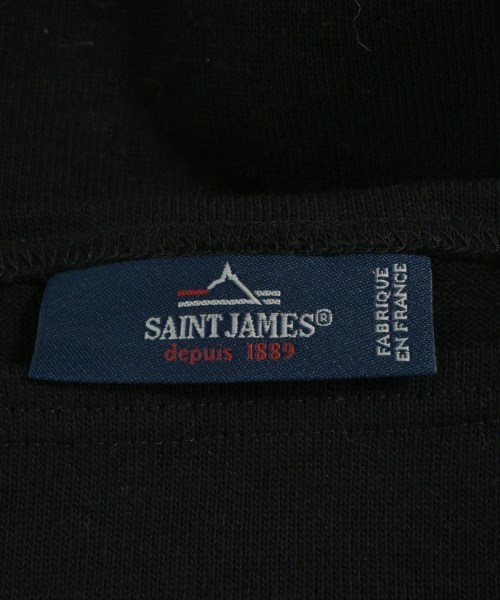 SAINT JAMES®
depuis 1889
FABRIQUÉ
EN FRANCE